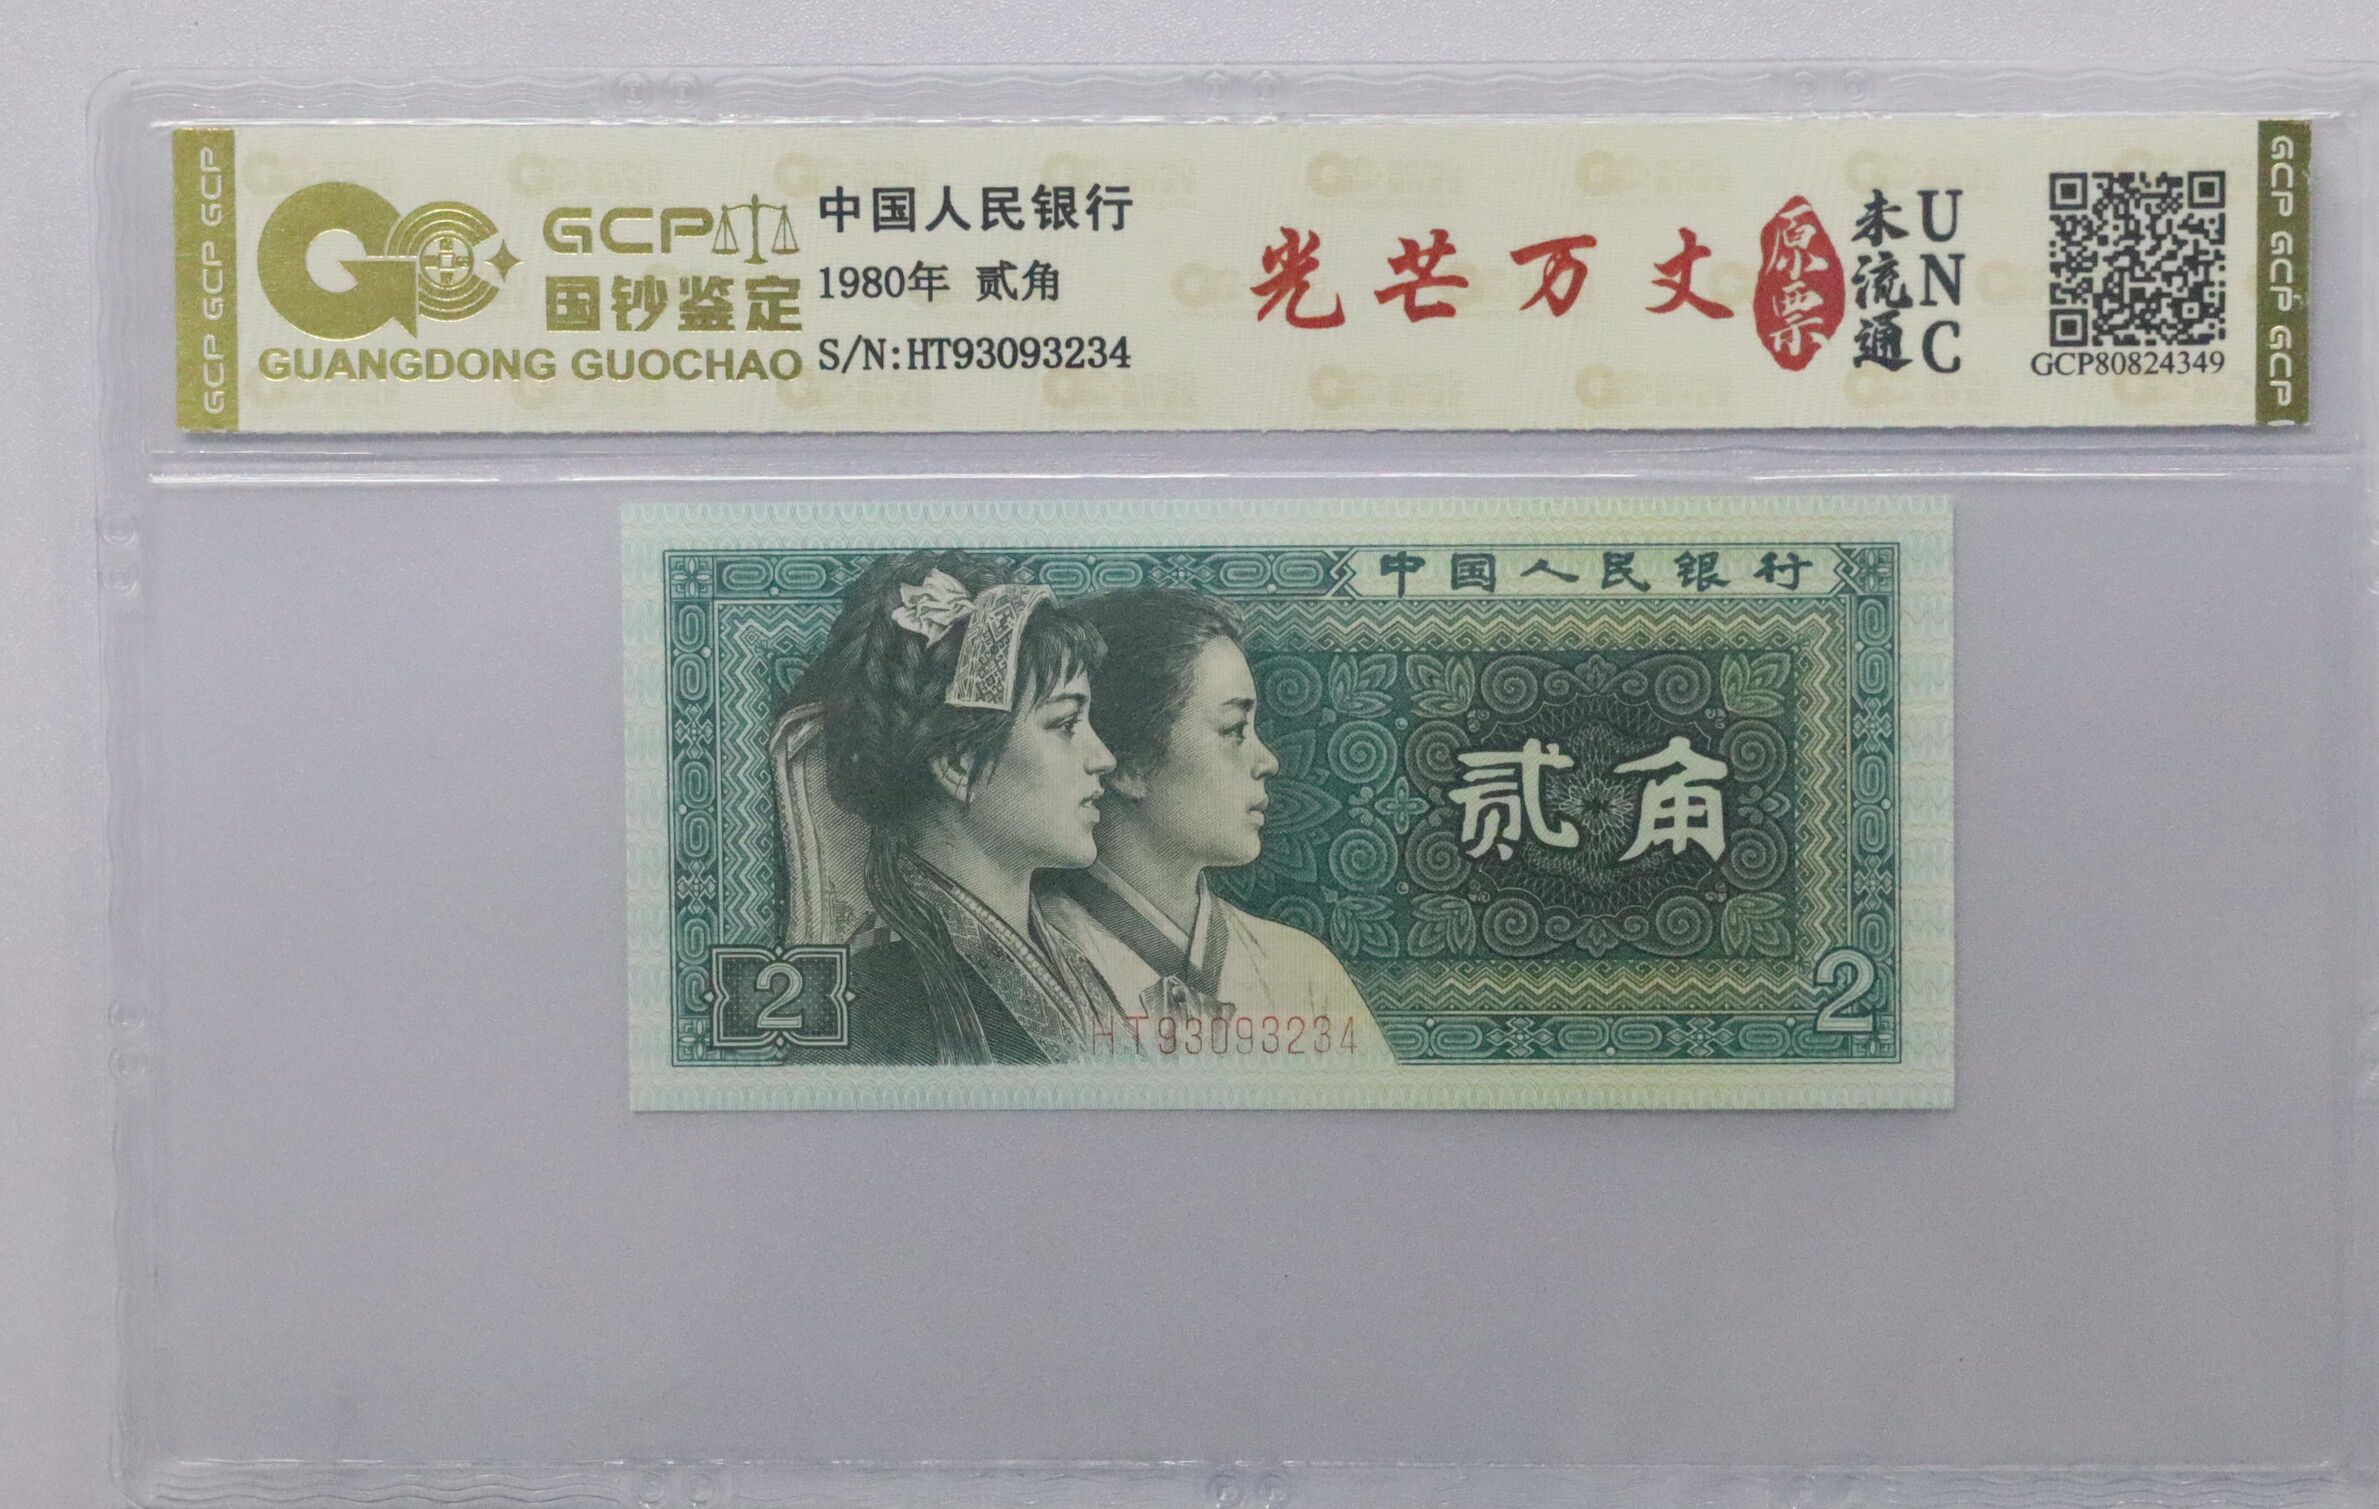 GCP GCP GCP
GCP
国钞鉴定
GUANGDONG GUOCHAO
中国人民银行
1980年 贰角
S/N:HT93093234
光芒万丈
原票
未流通
UNC
GCP80824349
GCP GCP GCP
中国人民银行
贰角
2
2
HT93093234